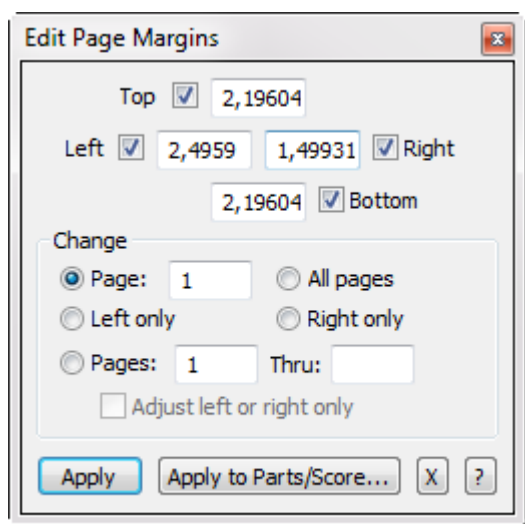 Edit Page Margins
Top 2,19604
Left 2,4959 1,49931 Right
2,19604 Bottom
Change
Page: 1 All pages
Left only Right only
Pages: 1 Thru:
Adjust left or right only
Apply Apply to Parts/Score... X ?